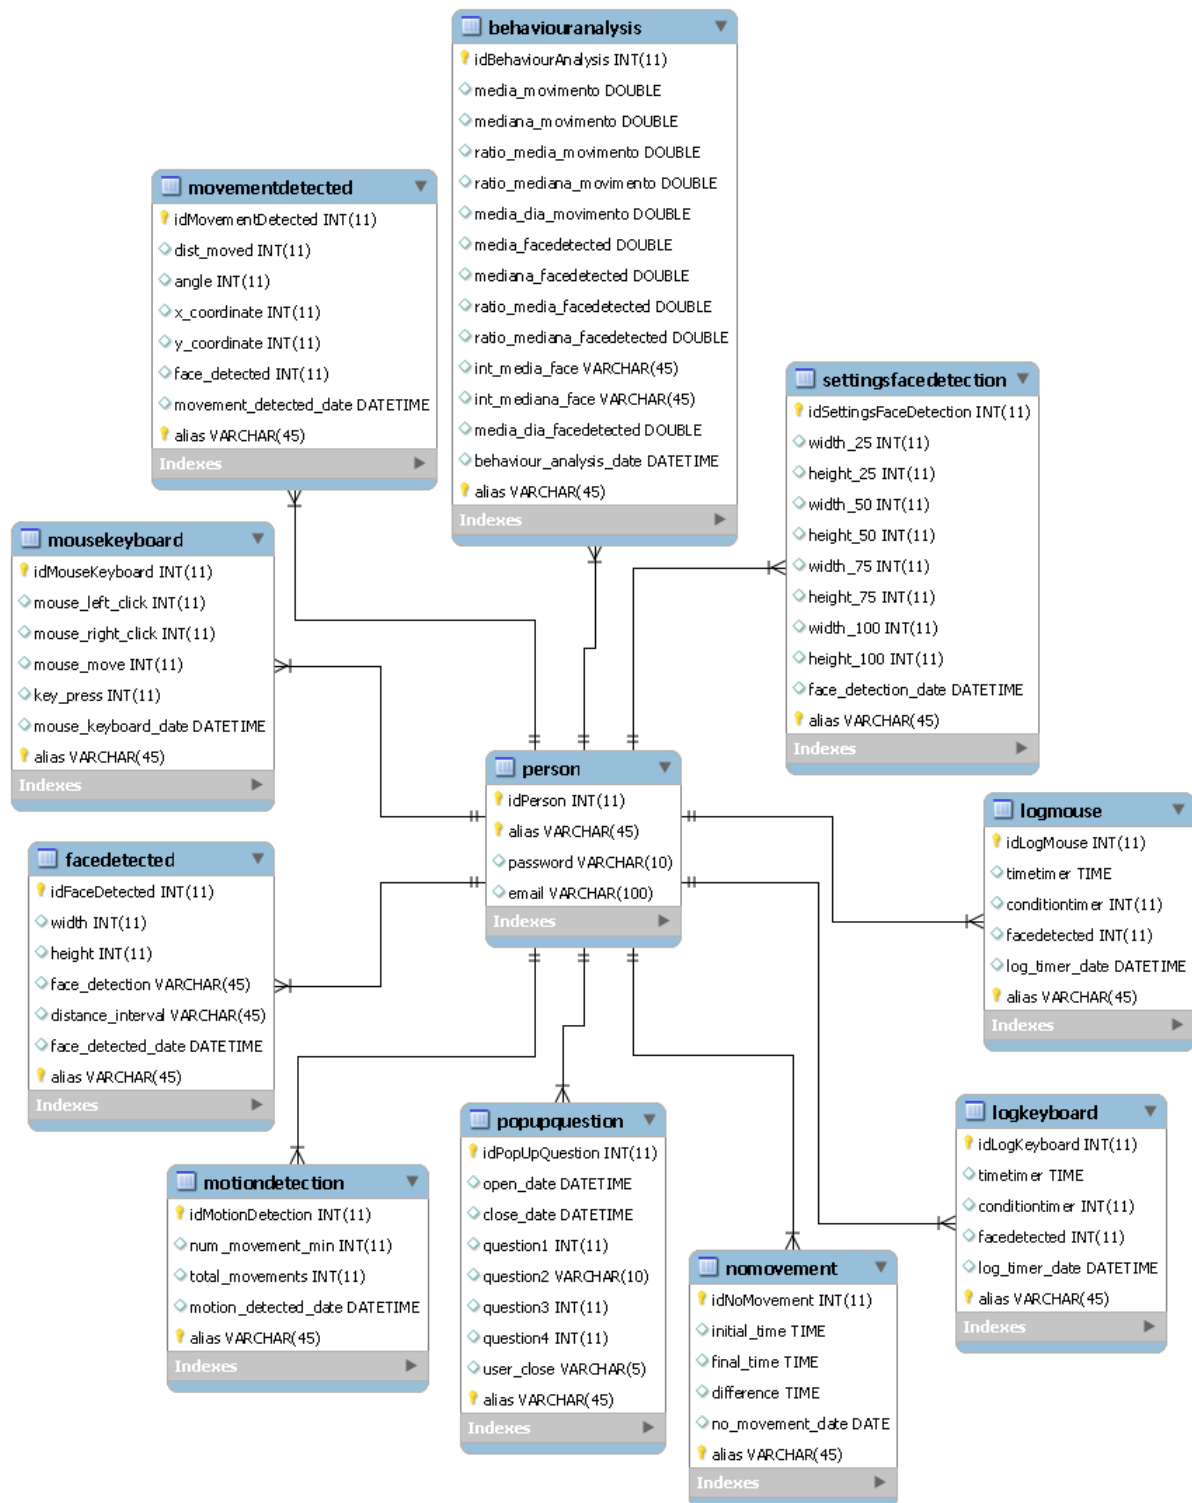 behaviouranalysis
idBehaviourAnalysis INT(11)
media_movimento DOUBLE
mediana_movimento DOUBLE
ratio_media_movimento DOUBLE
ratio_mediana_movimento DOUBLE
media_dia_movimento DOUBLE
media_facedetected DOUBLE
mediana_facedetected DOUBLE
ratio_media_facedetected DOUBLE
ratio_mediana_facedetected DOUBLE
int_media_face VARCHAR(45)
int_mediana_face VARCHAR(45)
media_dia_facedetected DOUBLE
behaviour_analysis_date DATETIME
alias VARCHAR(45)
Indexes
movementdetected
idMovementDetected INT(11)
dist_moved INT(11)
angle INT(11)
x_coordinate INT(11)
y_coordinate INT(11)
face_detected INT(11)
movement_detected_date DATETIME
alias VARCHAR(45)
Indexes
settingsfacedetection
idSettingsFaceDetection INT(11)
width_25 INT(11)
height_25 INT(11)
width_50 INT(11)
height_50 INT(11)
width_75 INT(11)
height_75 INT(11)
width_100 INT(11)
height_100 INT(11)
face_detection_date DATETIME
alias VARCHAR(45)
Indexes
mousekeyboard
idMouseKeyboard INT(11)
mouse_left_click INT(11)
mouse_right_click INT(11)
mouse_move INT(11)
key_press INT(11)
mouse_keyboard_date DATETIME
alias VARCHAR(45)
Indexes
person
idPerson INT(11)
alias VARCHAR(45)
password VARCHAR(10)
email VARCHAR(100)
Indexes
logmouse
idLogMouse INT(11)
timetimer TIME
conditiontimer INT(11)
facedetected INT(11)
log_timer_date DATETIME
alias VARCHAR(45)
Indexes
facedetected
idFaceDetected INT(11)
width INT(11)
height INT(11)
face_detection VARCHAR(45)
distance_interval VARCHAR(45)
face_detected_date DATETIME
alias VARCHAR(45)
Indexes
logkeyboard
idLogKeyboard INT(11)
timetimer TIME
conditiontimer INT(11)
facedetected INT(11)
log_timer_date DATETIME
alias VARCHAR(45)
Indexes
popupquestion
idPopUpQuestion INT(11)
open_date DATETIME
close_date DATETIME
question1 INT(11)
question2 VARCHAR(10)
question3 INT(11)
question4 INT(11)
user_close VARCHAR(5)
alias VARCHAR(45)
Indexes
motiondetection
idMotionDetection INT(11)
num_movement_min INT(11)
total_movements INT(11)
motion_detected_date DATETIME
alias VARCHAR(45)
Indexes
nomovement
idNoMovement INT(11)
initial_time TIME
final_time TIME
difference TIME
no_movement_date DATE
alias VARCHAR(45)
Indexes